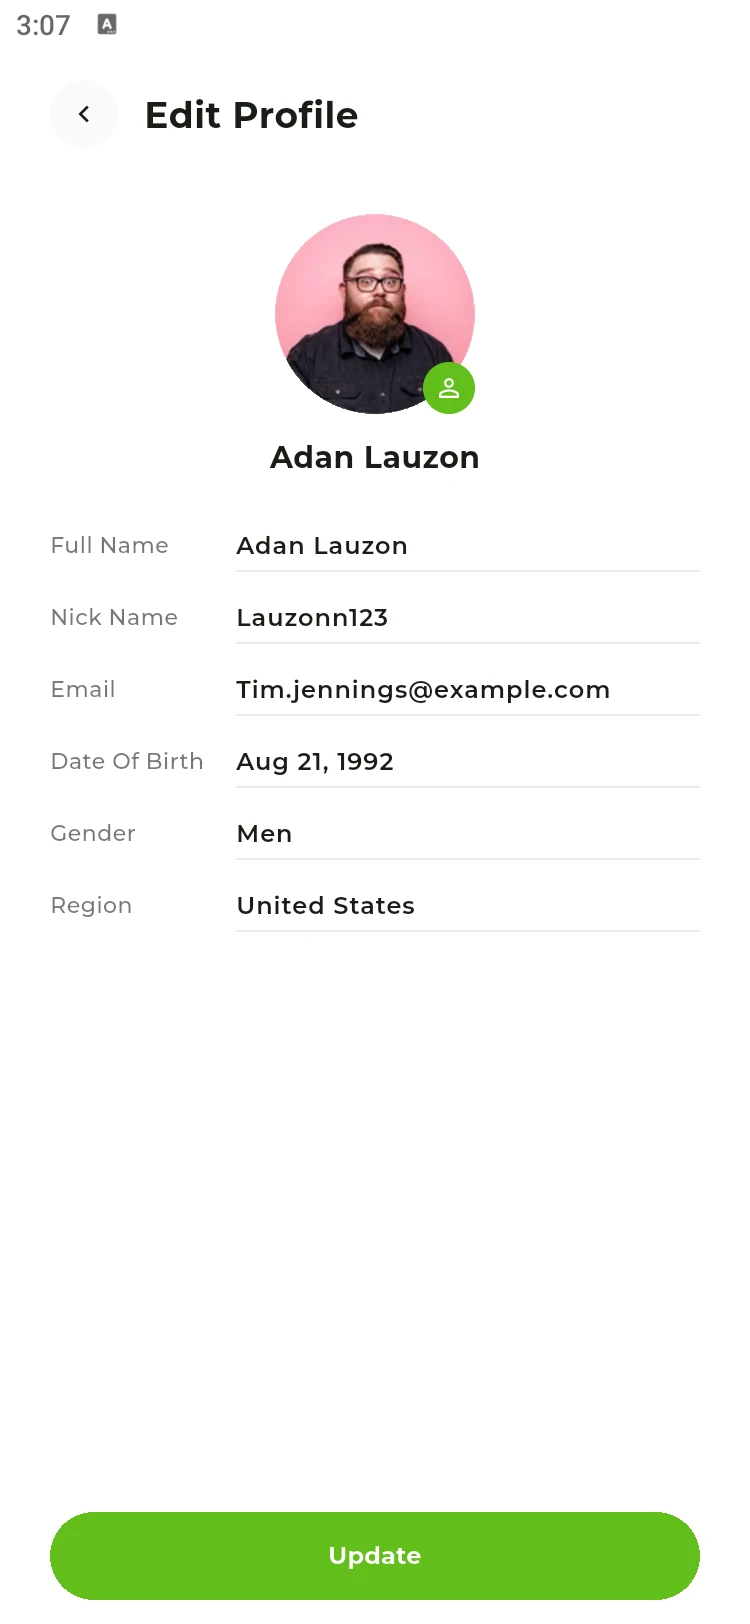 3:07
A
Edit Profile
Adan Lauzon
Full Name Adan Lauzon
Nick Name Lauzonn123
Email Tim.jennings@example.com
Date Of Birth Aug 21, 1992
Gender Men
Region United States
Update